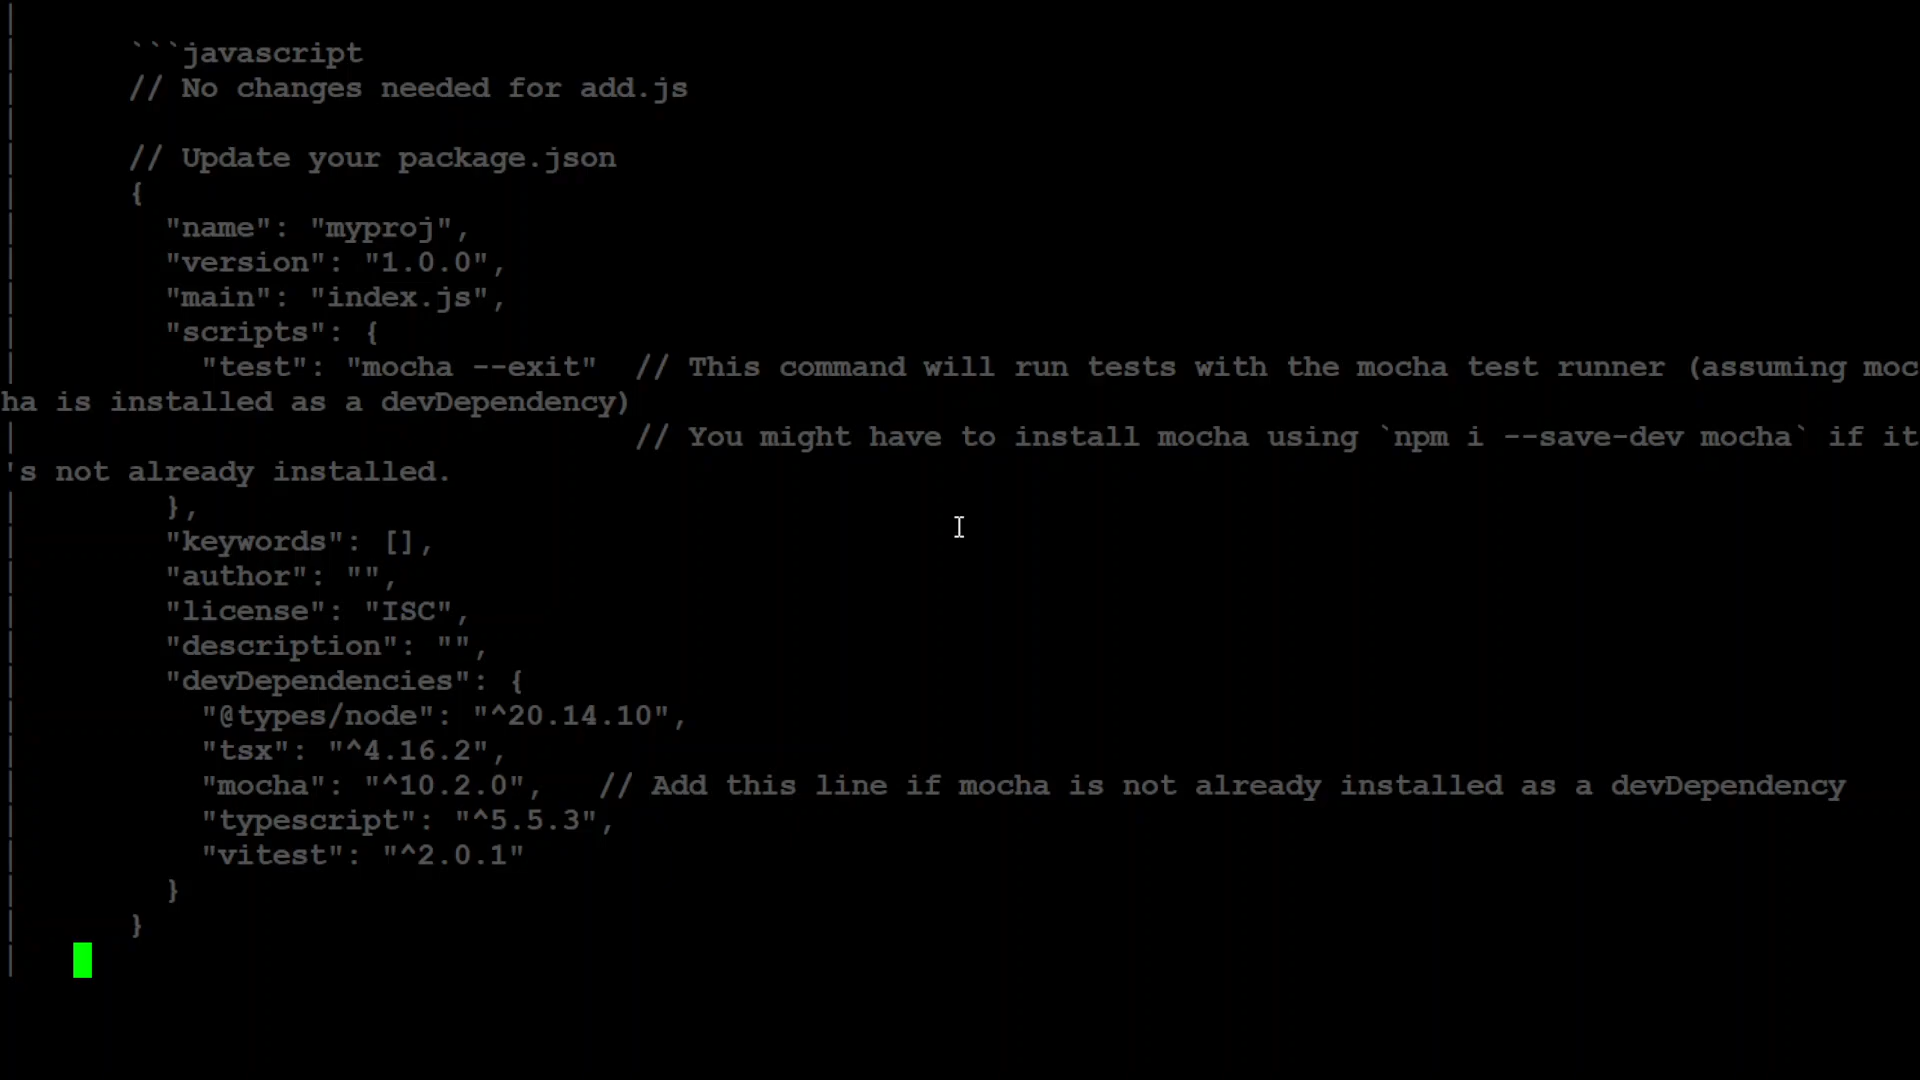 ```javascript
// No changes needed for add.js
// Update your package.json
{
"name": "myproj",
"version": "1.0.0",
"main": "index.js",
"scripts": {
"test": "mocha --exit"  // This command will run tests with the mocha test runner (assuming moc
ha is installed as a devDependency)
// You might have to install mocha using `npm i --save-dev mocha` if it
's not already installed.
},
"keywords": [],
"author": "",
"license": "ISC",
"description": "",
"devDependencies": {
"@types/node": "^20.14.10",
"tsx": "^4.16.2",
"mocha": "^10.2.0",   // Add this line if mocha is not already installed as a devDependency
"typescript": "^5.5.3",
"vitest": "^2.0.1"
}
}